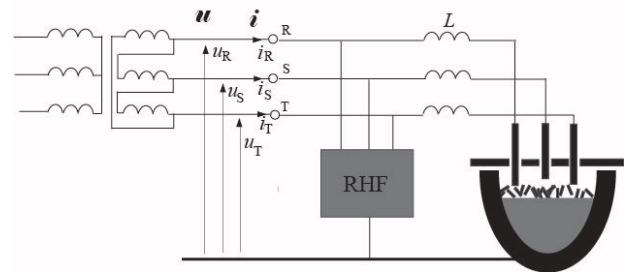 u i R L
u_R i_R
S
u_S i_S
T
i_T
u_T
RHF